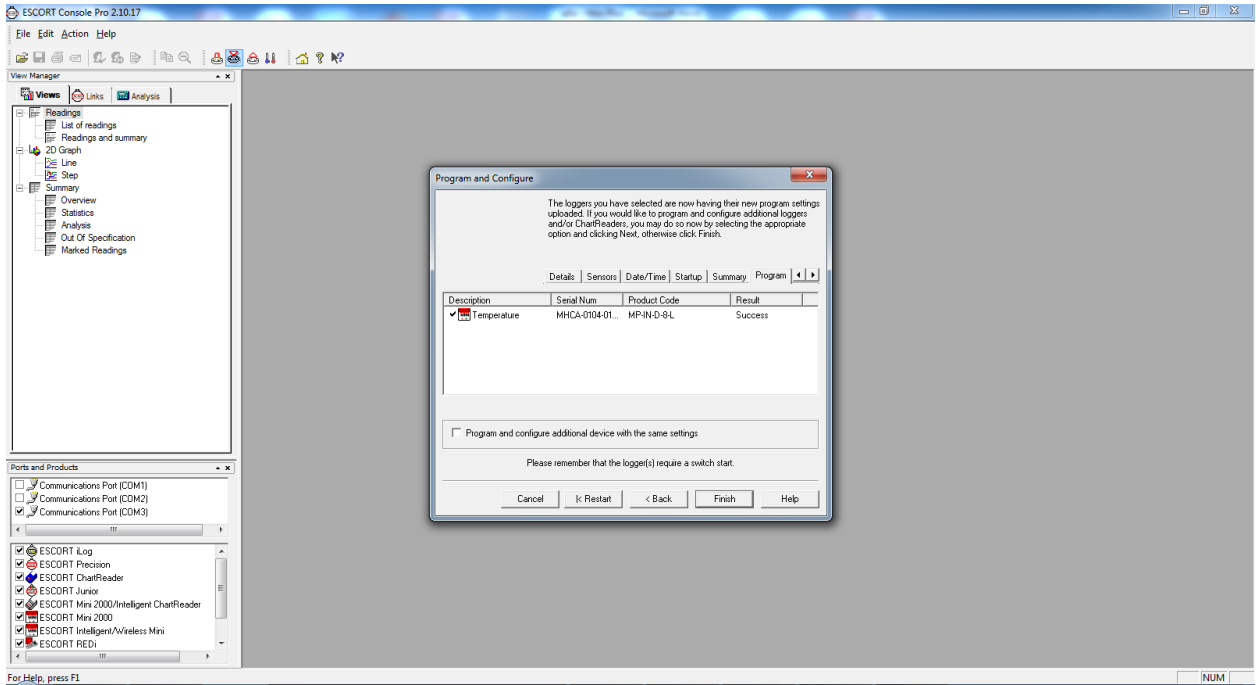 ESCORT Console Pro 2.10.17
File Edit Action Help
View Manager
Views Links Analysis
Readings
List of readings
Readings and summary
2D Graph
Line
Step
Summary
Overview
Statistics
Analysis
Out Of Specification
Marked Readings
Ports and Products
Communications Port (COM1)
Communications Port (COM2)
Communications Port (COM3)
ESCORT iLog
ESCORT Precision
ESCORT ChartReader
ESCORT Junior
ESCORT Mini 2000/Intelligent ChartReader
ESCORT Mini 2000
ESCORT Intelligent/Wireless Mini
ESCORT REDi
Program and Configure
The loggers you have selected are now having their new program settings
uploaded. If you would like to program and configure additional loggers
and/or ChartReaders, you may do so now by selecting the appropriate
option and clicking Next, otherwise click Finish.
Details Sensors Date/Time Startup Summary Program
Description Serial Num Product Code Result
Temperature MHCA-0104-01... MP-IN-D-8-L Success
Program and configure additional device with the same settings
Please remember that the logger(s) require a switch start.
Cancel |< Restart < Back Finish Help
For Help, press F1
NUM